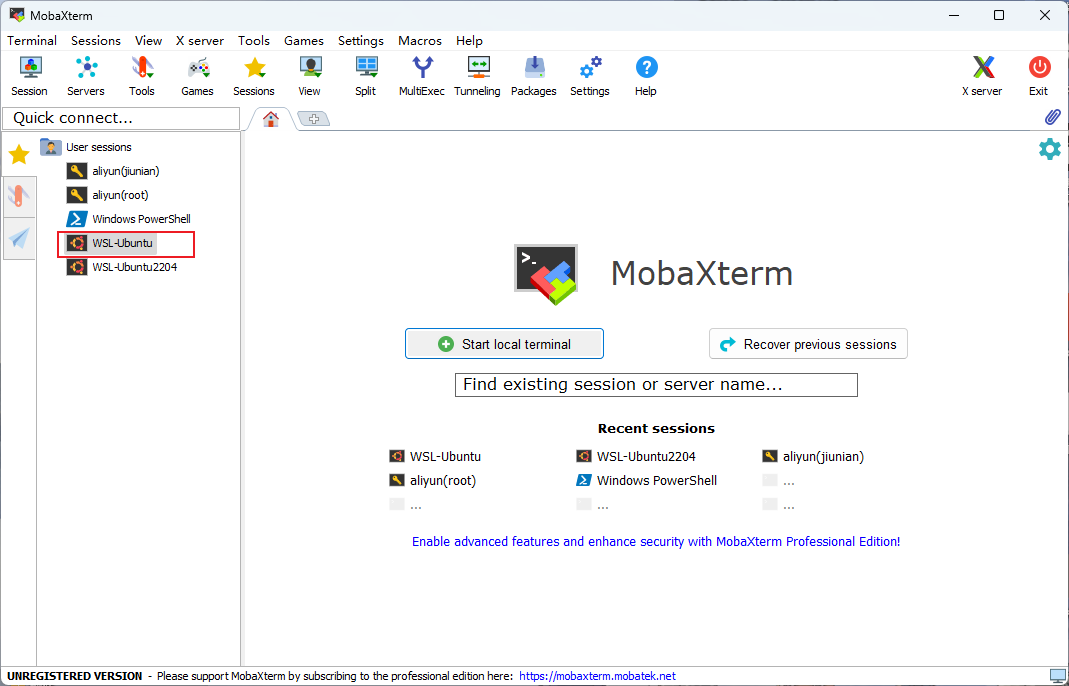 MobaXterm
Terminal Sessions View X server Tools Games Settings Macros Help
Session Servers Tools Games Sessions View Split MultiExec Tunneling Packages Settings Help X server Exit
Quick connect...
User sessions
aliyun(jiunian)
aliyun(root)
Windows PowerShell
WSL-Ubuntu
WSL-Ubuntu2204
MobaXterm
Start local terminal Recover previous sessions
Find existing session or server name...
Recent sessions
WSL-Ubuntu WSL-Ubuntu2204 aliyun(jiunian)
aliyun(root) Windows PowerShell ...
... ... ...
Enable advanced features and enhance security with MobaXterm Professional Edition!
UNREGISTERED VERSION - Please support MobaXterm by subscribing to the professional edition here: https://mobaxterm.mobatek.net